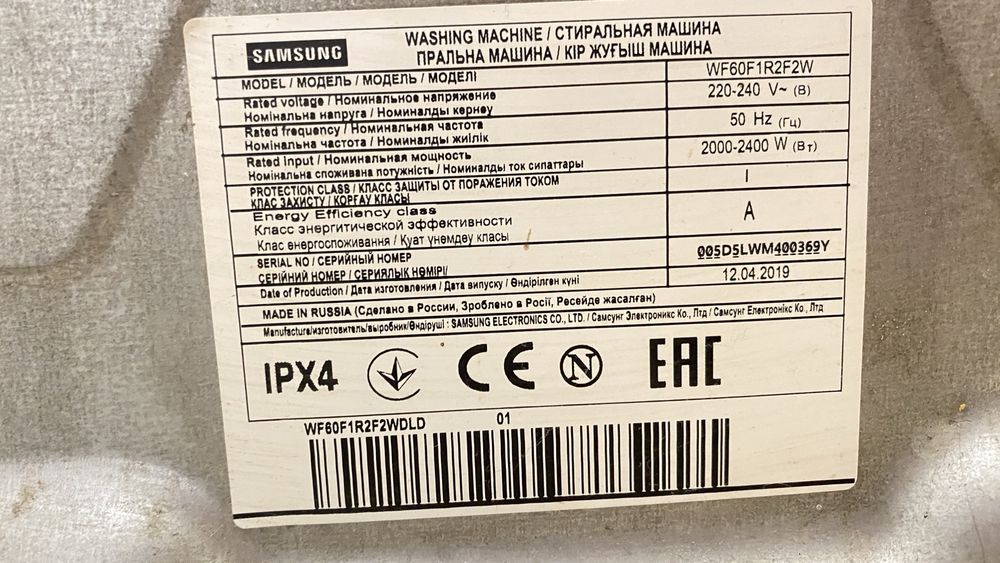 SAMSUNG
WASHING MACHINE / СТИРАЛЬНАЯ МАШИНА
ПРАЛЬНА МАШИНА / КІР ЖУҒЫШ МАШИНА
MODEL / МОДЕЛЬ / МОДЕЛЬ / МОДЕЛІ WF60F1R2F2W
Rated voltage / Номинальное напряжение
Номінальна напруга / Номиналды кернеу
220-240 V~ (В)
Rated frequency / Номинальная частота
Номінальна частота / Номиналды жиілік
50 Hz (Гц)
Rated Input / Номинальная мощность
Номінальна споживана потужність / Номиналды ток сипаттары
2000-2400 W (Вт)
PROTECTION CLASS / КЛАСС ЗАЩИТЫ ОТ ПОРАЖЕНИЯ ТОКОМ
КЛАС ЗАХИСТУ / КОРГАУ КЛАСЫ
I
Energy Efficiency class
Класс энергитической эффективности
Клас енергоспоживання / Қуат үнемдеу класы
A
SERIAL NO / СЕРИЙНЫЙ НОМЕР
СЕРІЙНИЙ НОМЕР / СЕРИЯЛЫК НӨМІРІ
005D5LWM400369Y
Date of Production / Дата изготовления / Дата випуску / Өндірілген күні 12.04.2019
MADE IN RUSSIA (Сделано в России, Зроблено в Росії, Ресейде жасалған)
Manufacture/изготовитель/выробник/Өндіруші : SAMSUNG ELECTRONICS CO., LTD. / Самсунг Электроникс Ко., Лтд / Самсунг Електронікс Ко., Лтд
IPX4 CE N EAC
WF60F1R2F2WDLD 01